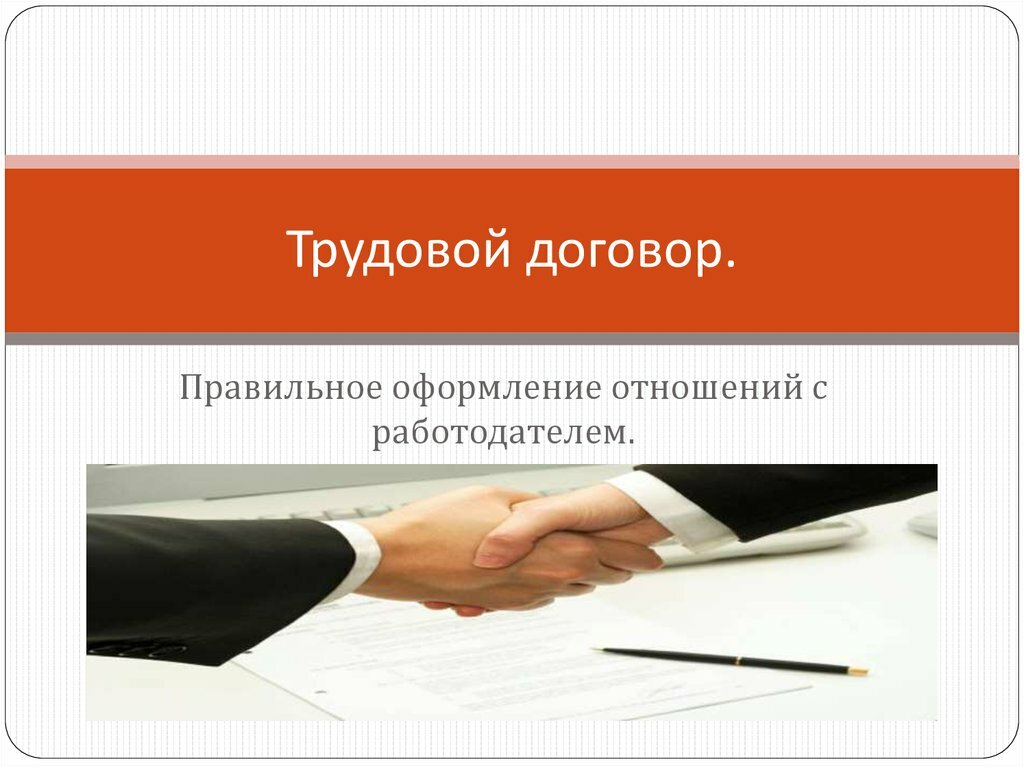 Трудовой договор.
Правильное оформление отношений с
работодателем.